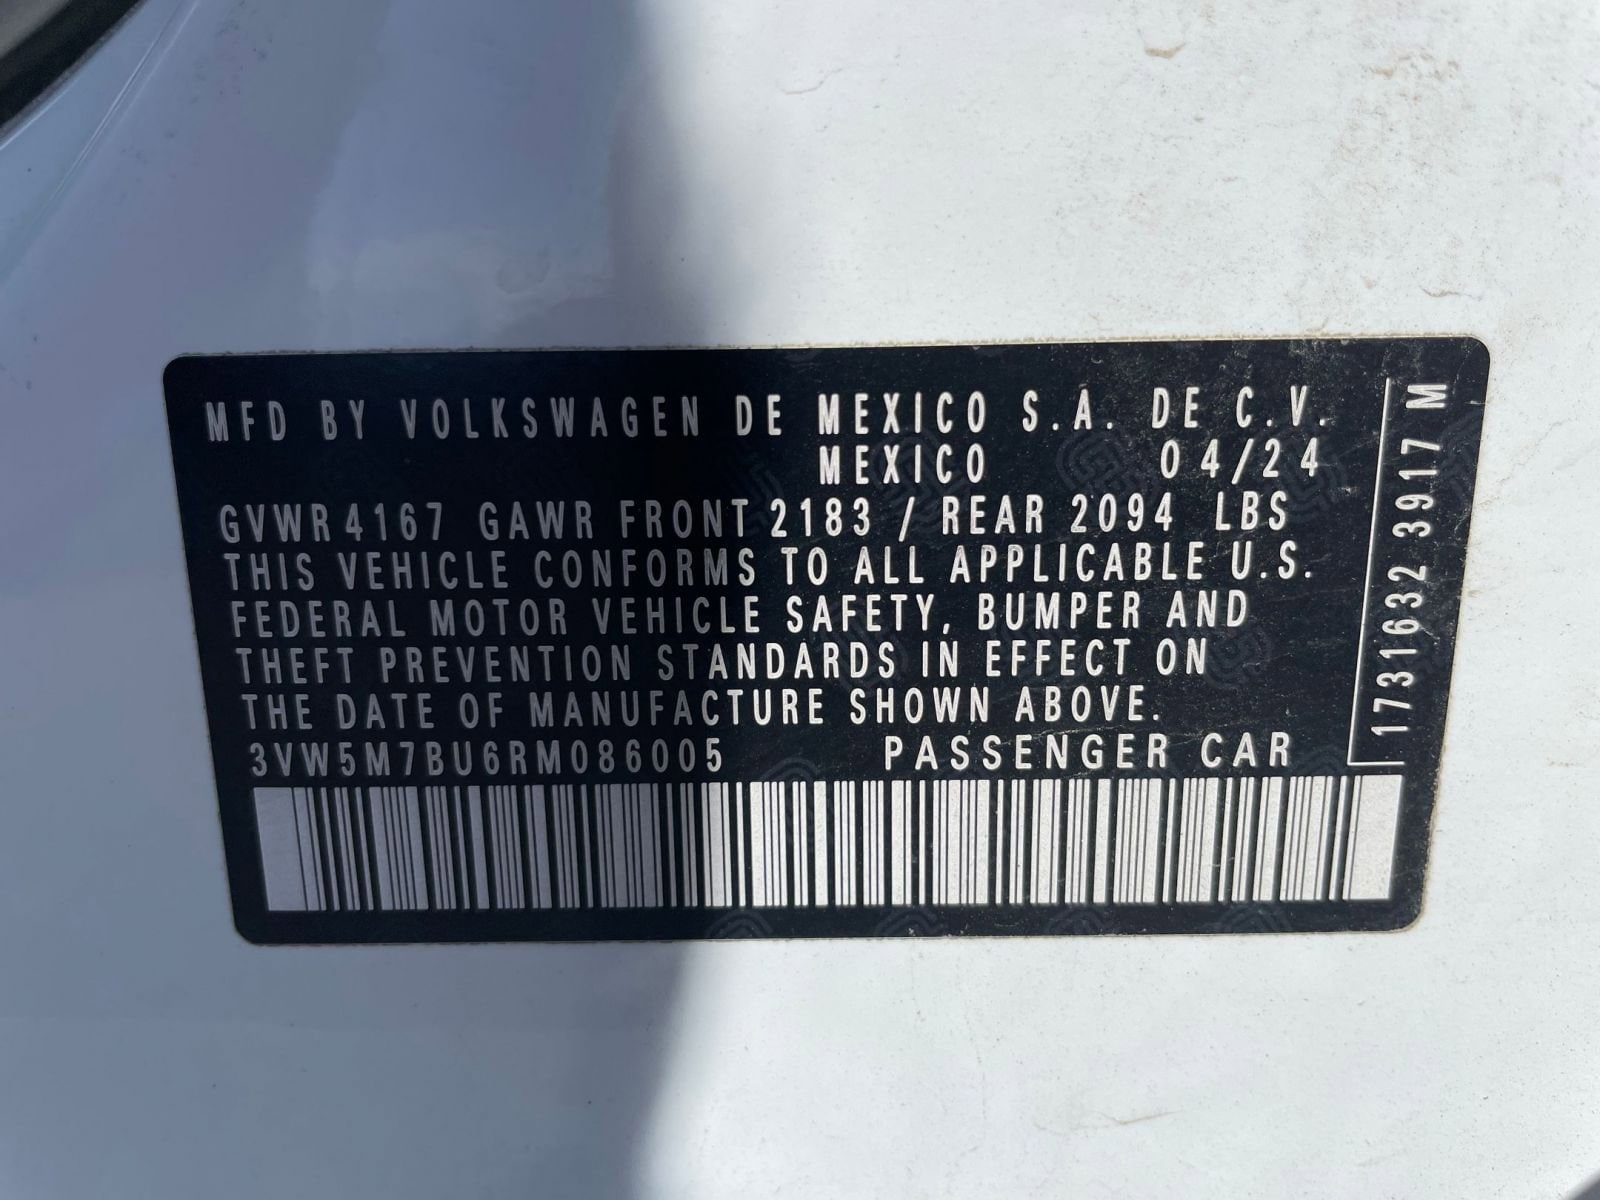 MFD BY VOLKSWAGEN DE MEXICO S.A. DE C.V.
MEXICO 04/24
GVWR 4167 GAWR FRONT 2183 / REAR 2094 LBS
THIS VEHICLE CONFORMS TO ALL APPLICABLE U.S.
FEDERAL MOTOR VEHICLE SAFETY, BUMPER AND
THEFT PREVENTION STANDARDS IN EFFECT ON
THE DATE OF MANUFACTURE SHOWN ABOVE.
3VW5M7BU6RM086005 PASSENGER CAR
1731632 3917 M